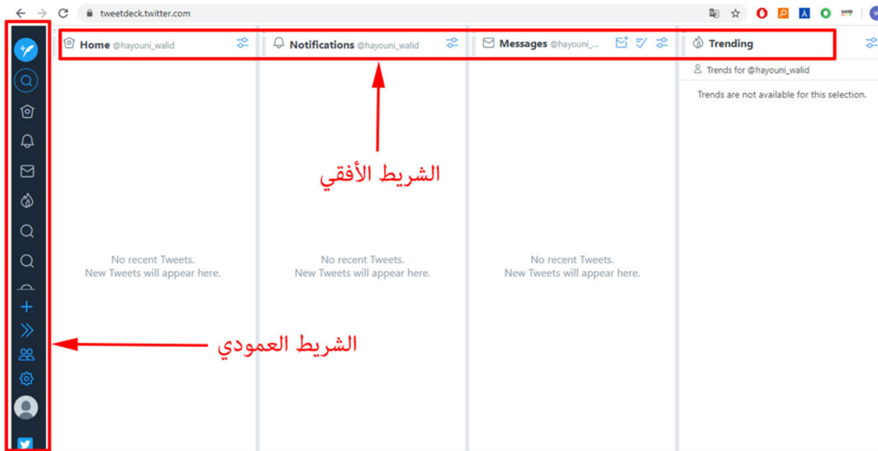 tweetdeck.twitter.com
Home @hayouni_walid
Notifications @hayouni_walid
Messages @hayouni_...
Trending
Trends for @hayouni_walid
Trends are not available for this selection.
الشريط الأفقي
No recent Tweets.
New Tweets will appear here.
No recent Tweets.
New Tweets will appear here.
No recent Tweets.
New Tweets will appear here.
الشريط العمودي